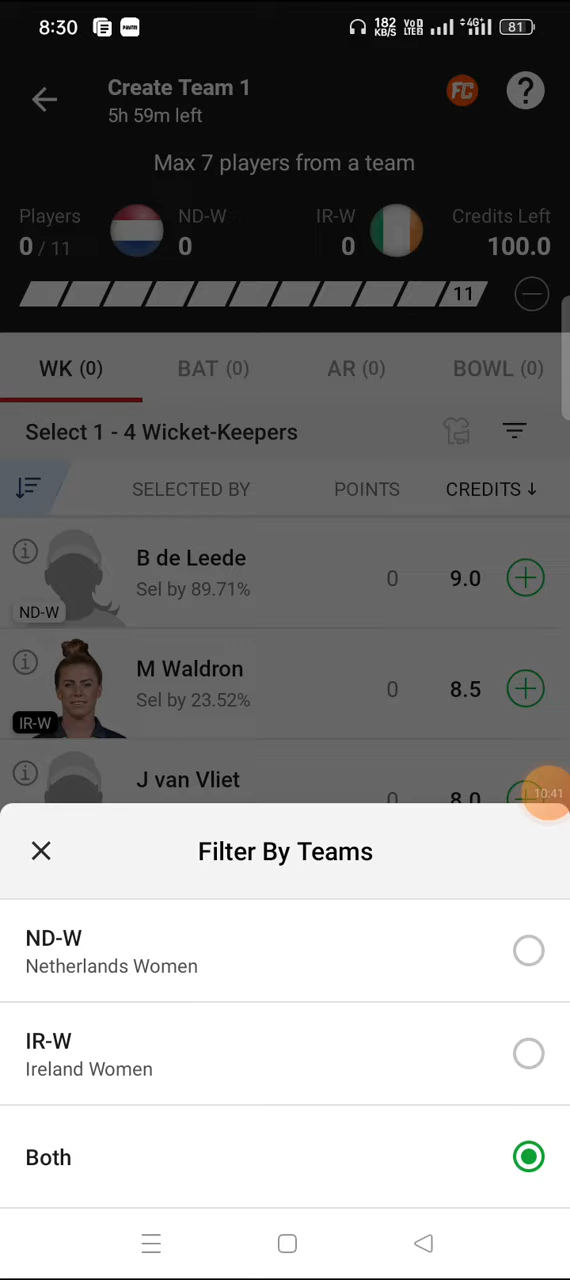 8:30 182 KB/S VoD LTE2 4G+ 81
Create Team 1
5h 59m left
FC
?
Max 7 players from a team
Players ND-W IR-W Credits Left
0 / 11 0 0 100.0
11
WK (0) BAT (0) AR (0) BOWL (0)
Select 1 - 4 Wicket-Keepers
SELECTED BY POINTS CREDITS ↓
B de Leede
Sel by 89.71%
0 9.0
ND-W
M Waldron
Sel by 23.52%
0 8.5
IR-W
J van Vliet
0 8.0
10:41
Filter By Teams
ND-W
Netherlands Women
IR-W
Ireland Women
Both